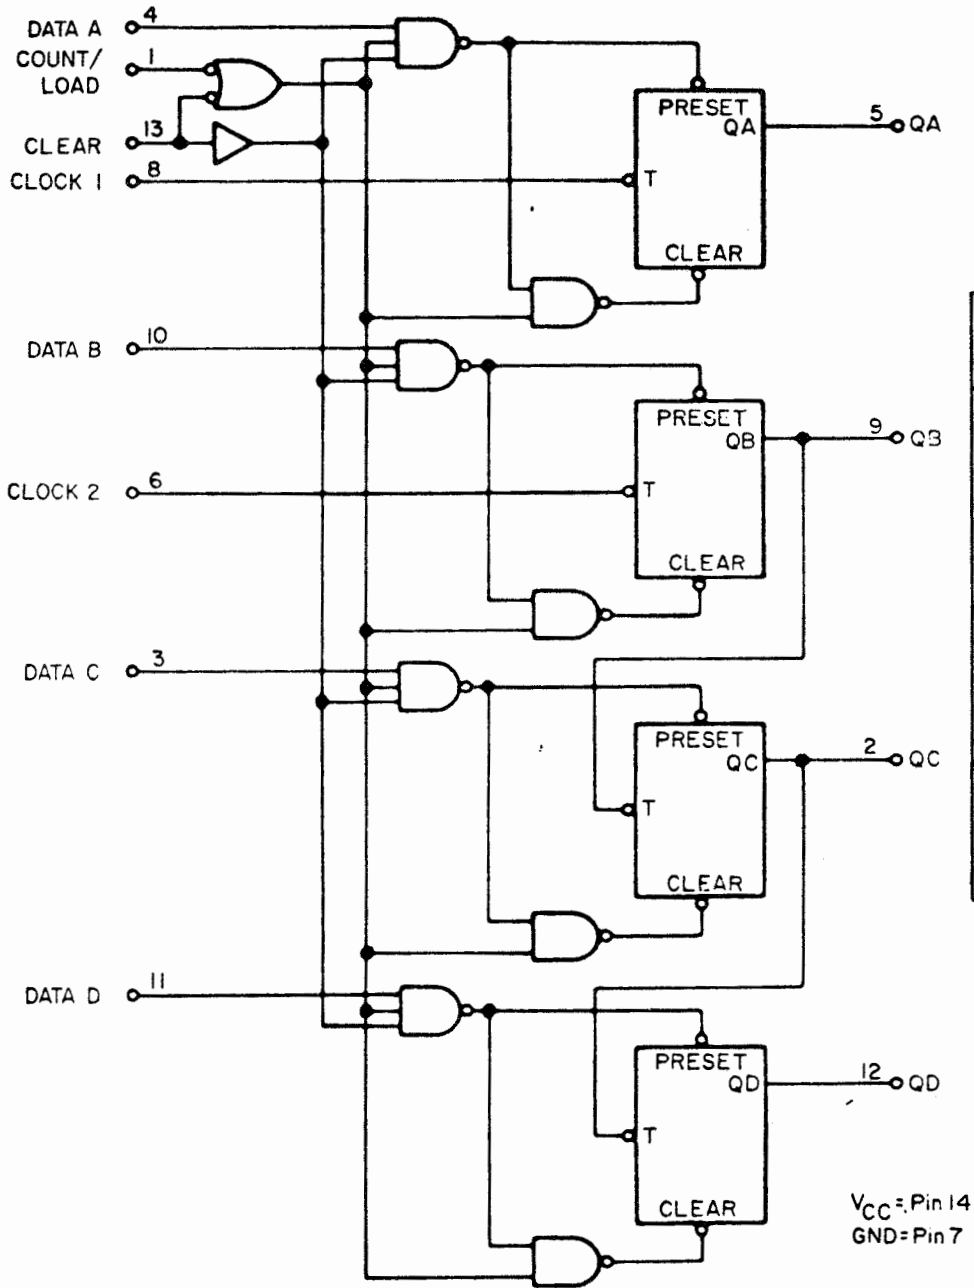 DATA A 4
COUNT/
LOAD 1
CLEAR 13
CLOCK 1 8
PRESET
QA 5 QA
T
CLEAR
DATA B 10
PRESET
QB 9 QB
CLOCK 2 6
T
CLEAR
DATA C 3
PRESET
QC 2 QC
T
CLEAR
DATA D 11
PRESET
QD 12 QD
T
CLEAR
VCC=Pin 14
GND=Pin 7